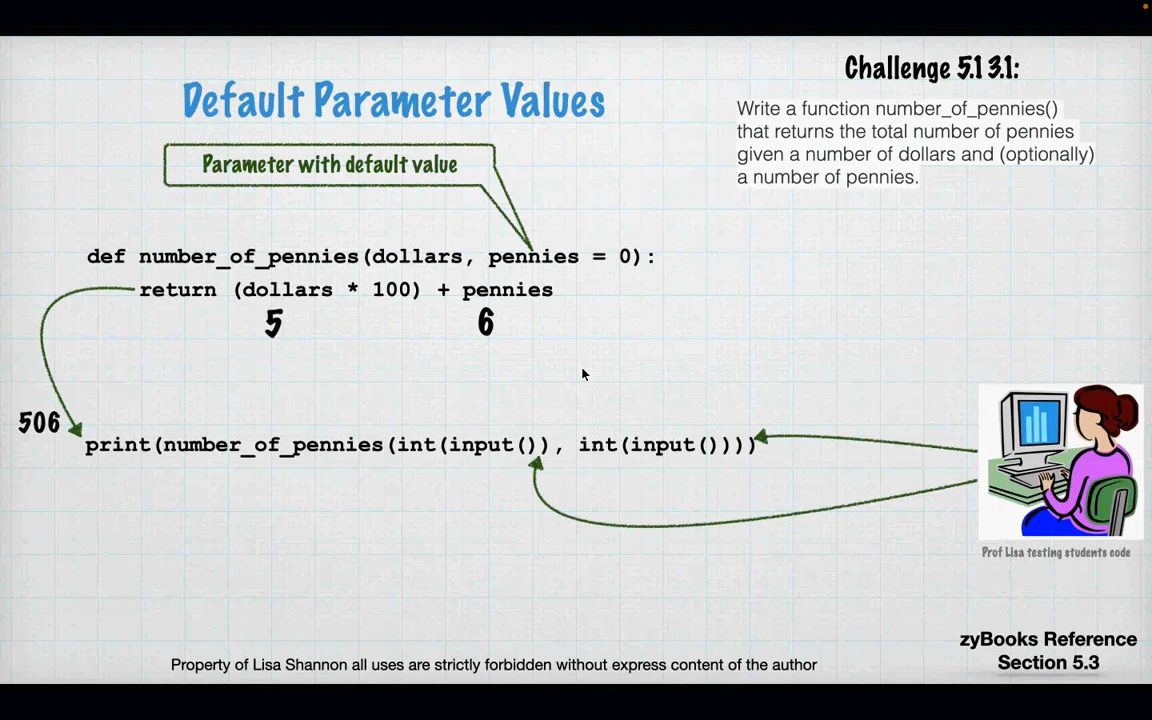 Challenge 5.13.1:
Default Parameter Values
Write a function number_of_pennies()
that returns the total number of pennies
given a number of dollars and (optionally)
a number of pennies.
Parameter with default value
def number_of_pennies(dollars, pennies = 0):
return (dollars * 100) + pennies
5 6
506
print(number_of_pennies(int(input()), int(input())))
Prof Lisa testing students code
zyBooks Reference
Section 5.3
Property of Lisa Shannon all uses are strictly forbidden without express content of the author